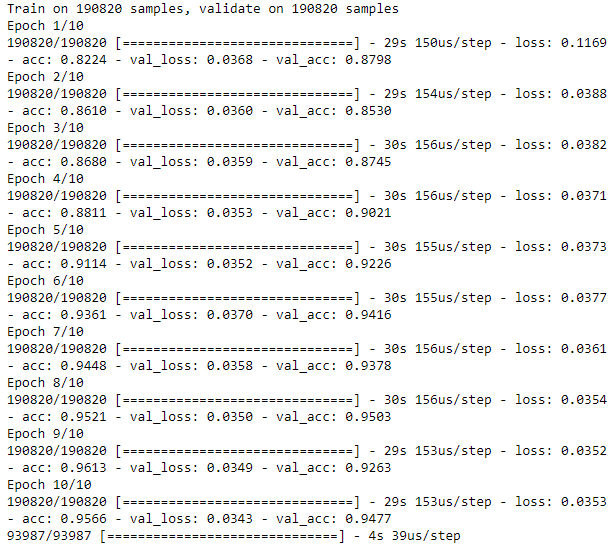 Train on 190820 samples, validate on 190820 samples
Epoch 1/10
190820/190820 [==============================] - 29s 150us/step - loss: 0.1169
- acc: 0.8224 - val_loss: 0.0368 - val_acc: 0.8798
Epoch 2/10
190820/190820 [==============================] - 29s 154us/step - loss: 0.0388
- acc: 0.8610 - val_loss: 0.0360 - val_acc: 0.8530
Epoch 3/10
190820/190820 [==============================] - 30s 156us/step - loss: 0.0382
- acc: 0.8680 - val_loss: 0.0359 - val_acc: 0.8745
Epoch 4/10
190820/190820 [==============================] - 30s 156us/step - loss: 0.0371
- acc: 0.8811 - val_loss: 0.0353 - val_acc: 0.9021
Epoch 5/10
190820/190820 [==============================] - 30s 155us/step - loss: 0.0373
- acc: 0.9114 - val_loss: 0.0352 - val_acc: 0.9226
Epoch 6/10
190820/190820 [==============================] - 30s 155us/step - loss: 0.0377
- acc: 0.9361 - val_loss: 0.0370 - val_acc: 0.9416
Epoch 7/10
190820/190820 [==============================] - 30s 156us/step - loss: 0.0361
- acc: 0.9448 - val_loss: 0.0358 - val_acc: 0.9378
Epoch 8/10
190820/190820 [==============================] - 30s 156us/step - loss: 0.0354
- acc: 0.9521 - val_loss: 0.0350 - val_acc: 0.9503
Epoch 9/10
190820/190820 [==============================] - 29s 153us/step - loss: 0.0352
- acc: 0.9613 - val_loss: 0.0349 - val_acc: 0.9263
Epoch 10/10
190820/190820 [==============================] - 29s 153us/step - loss: 0.0353
- acc: 0.9566 - val_loss: 0.0343 - val_acc: 0.9477
93987/93987 [==============================] - 4s 39us/step